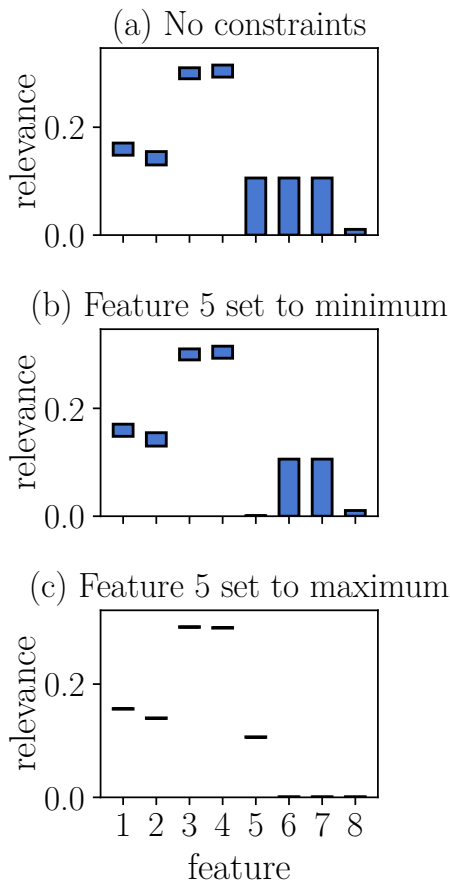 (a) No constraints
relevance
0.2
0.0
(b) Feature 5 set to minimum
relevance
0.2
0.0
(c) Feature 5 set to maximum
relevance
0.2
0.0
1 2 3 4 5 6 7 8
feature